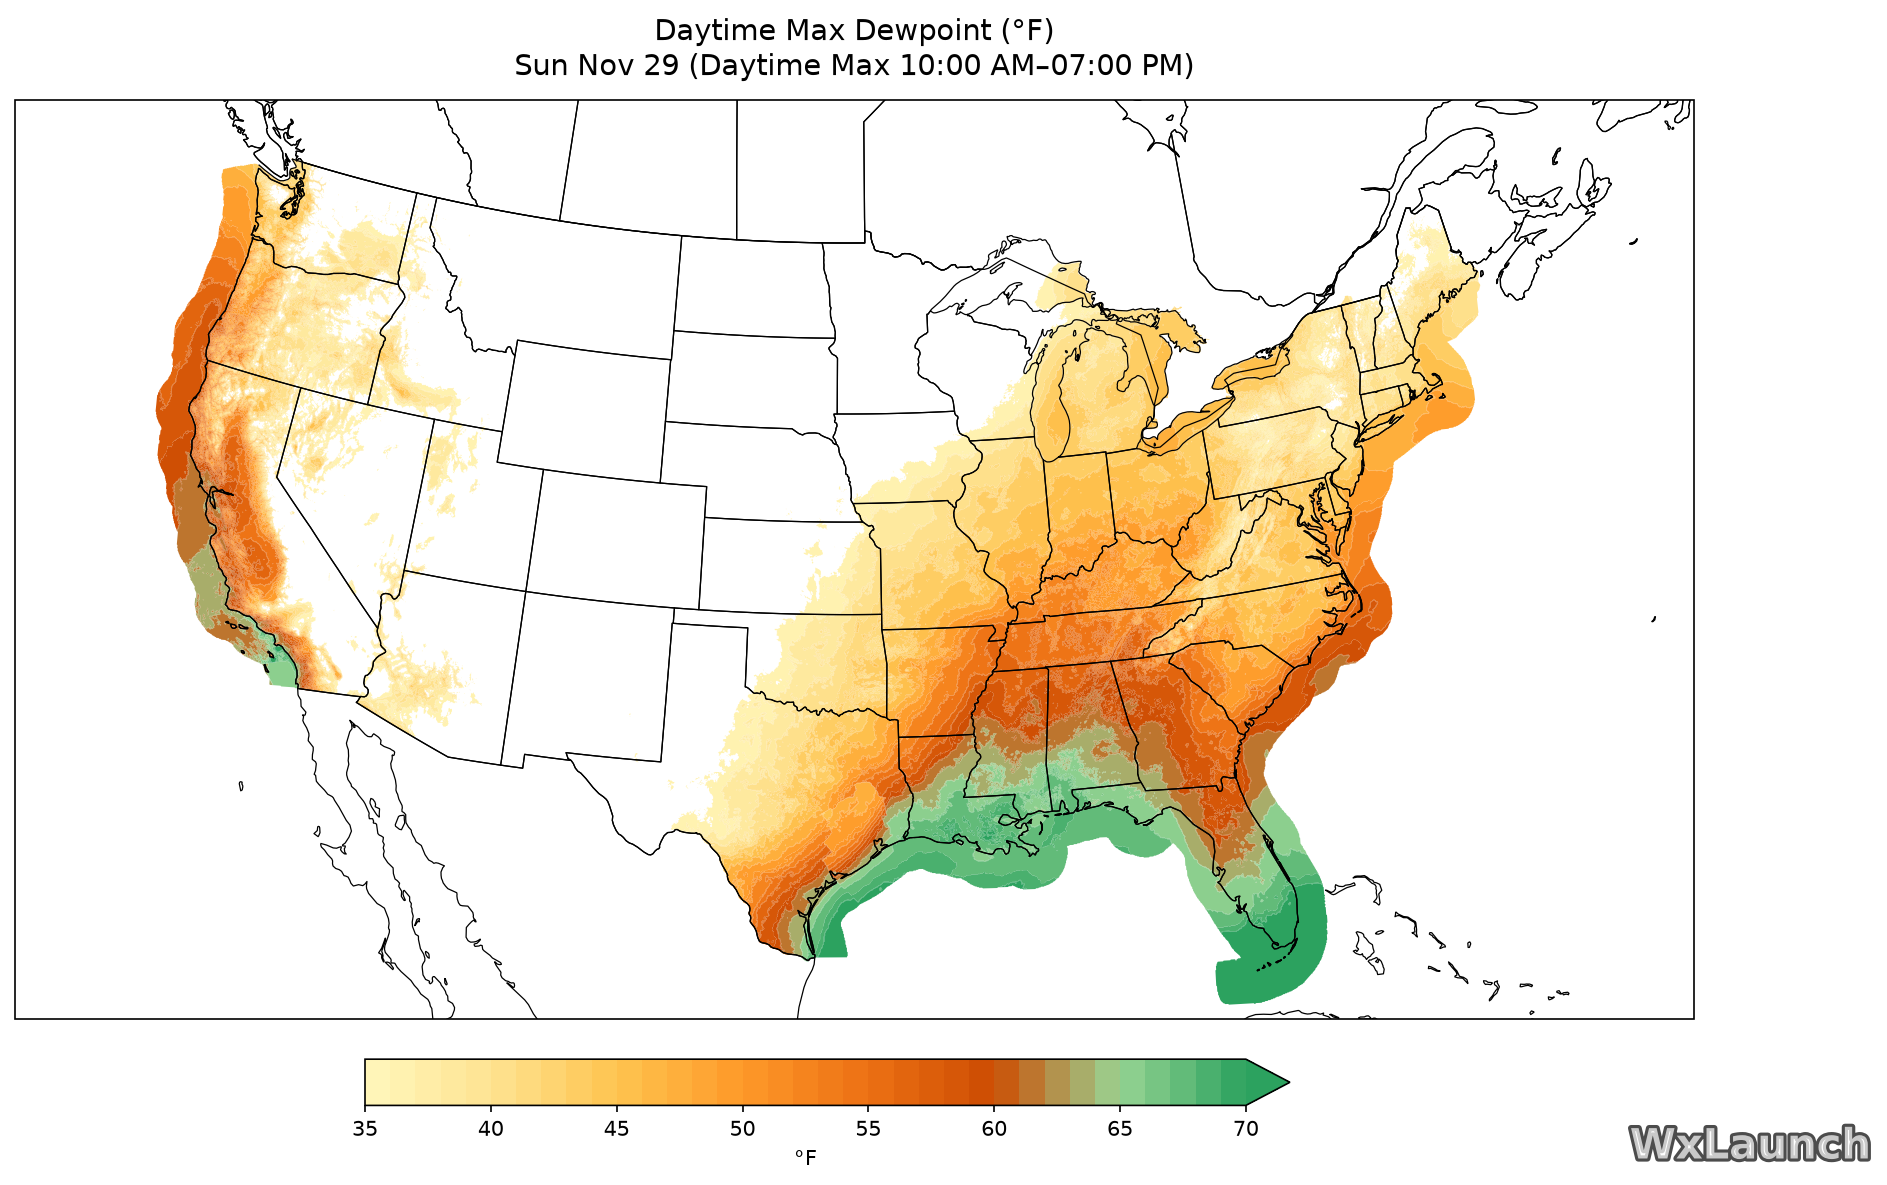 Daytime Max Dewpoint (°F)
Sun Nov 29 (Daytime Max 10:00 AM–07:00 PM)
35 40 45 50 55 60 65 70
°F
WxLaunch